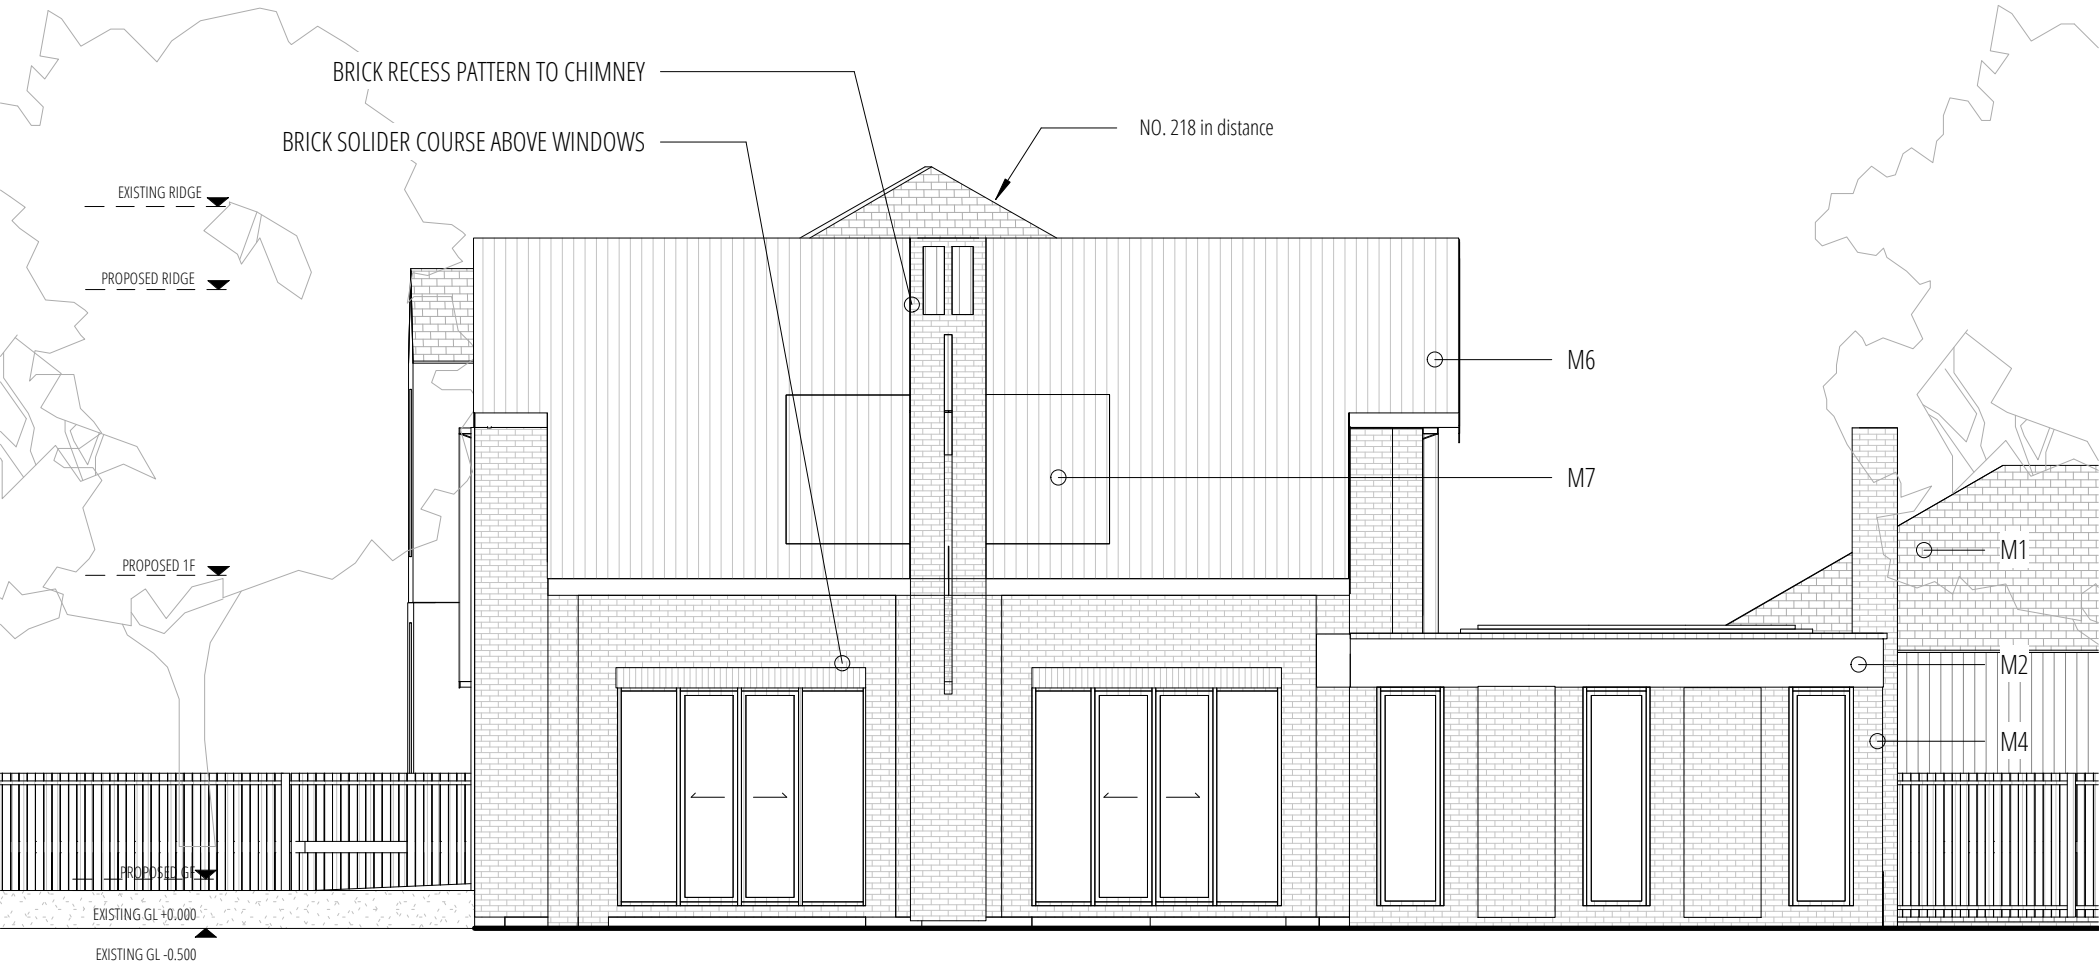 BRICK RECESS PATTERN TO CHIMNEY
NO. 218 in distance
BRICK SOLIDER COURSE ABOVE WINDOWS
EXISTING RIDGE
PROPOSED RIDGE
M6
M7
M1
PROPOSED 1F
M2
M4
PROPOSED GF
EXISTING GL +0.000
EXISTING GL -0.500